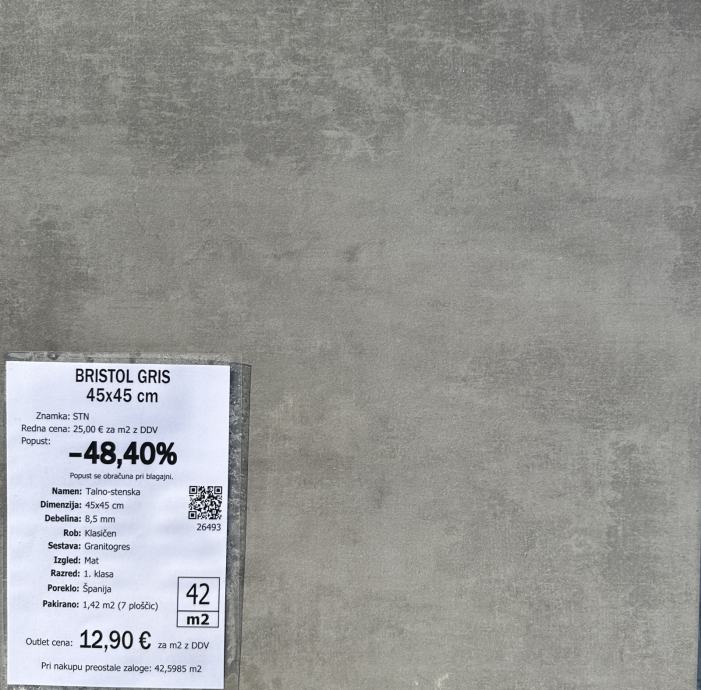 BRISTOL GRIS
45x45 cm
Znamka: STN
Redna cena: 25,00 € za m2 z DDV
Popust:
-48,40%
Popust se obračuna pri blagajni.
Namen: Talno-stenska
Dimenzija: 45x45 cm
Debelina: 8,5 mm
26493
Rob: Klasičen
Sestava: Granitogres
Izgled: Mat
Razred: 1. klasa
Poreklo: Španija
Pakirano: 1,42 m2 (7 ploščic)
42
m2
Outlet cena: 12,90 € za m2 z DDV
Pri nakupu preostale zaloge: 42,5985 m2